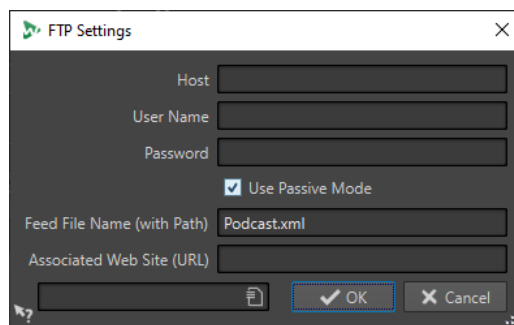 FTP Settings
Host
User Name
Password
Use Passive Mode
Feed File Name (with Path) Podcast.xml
Associated Web Site (URL)
OK Cancel